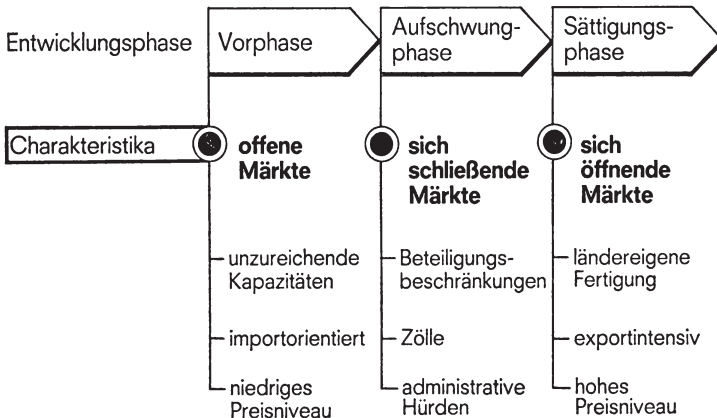 Entwicklungsphase
Vorphase
Aufschwung-
phase
Sättigungs-
phase
Charakteristika
offene
Märkte
sich
schließende
Märkte
sich
öffnende
Märkte
unzureichende
Kapazitäten
Beteiligungs-
beschränkungen
ländereigene
Fertigung
importorientiert
Zölle
exportintensiv
niedriges
Preisniveau
administrative
Hürden
hohes
Preisniveau